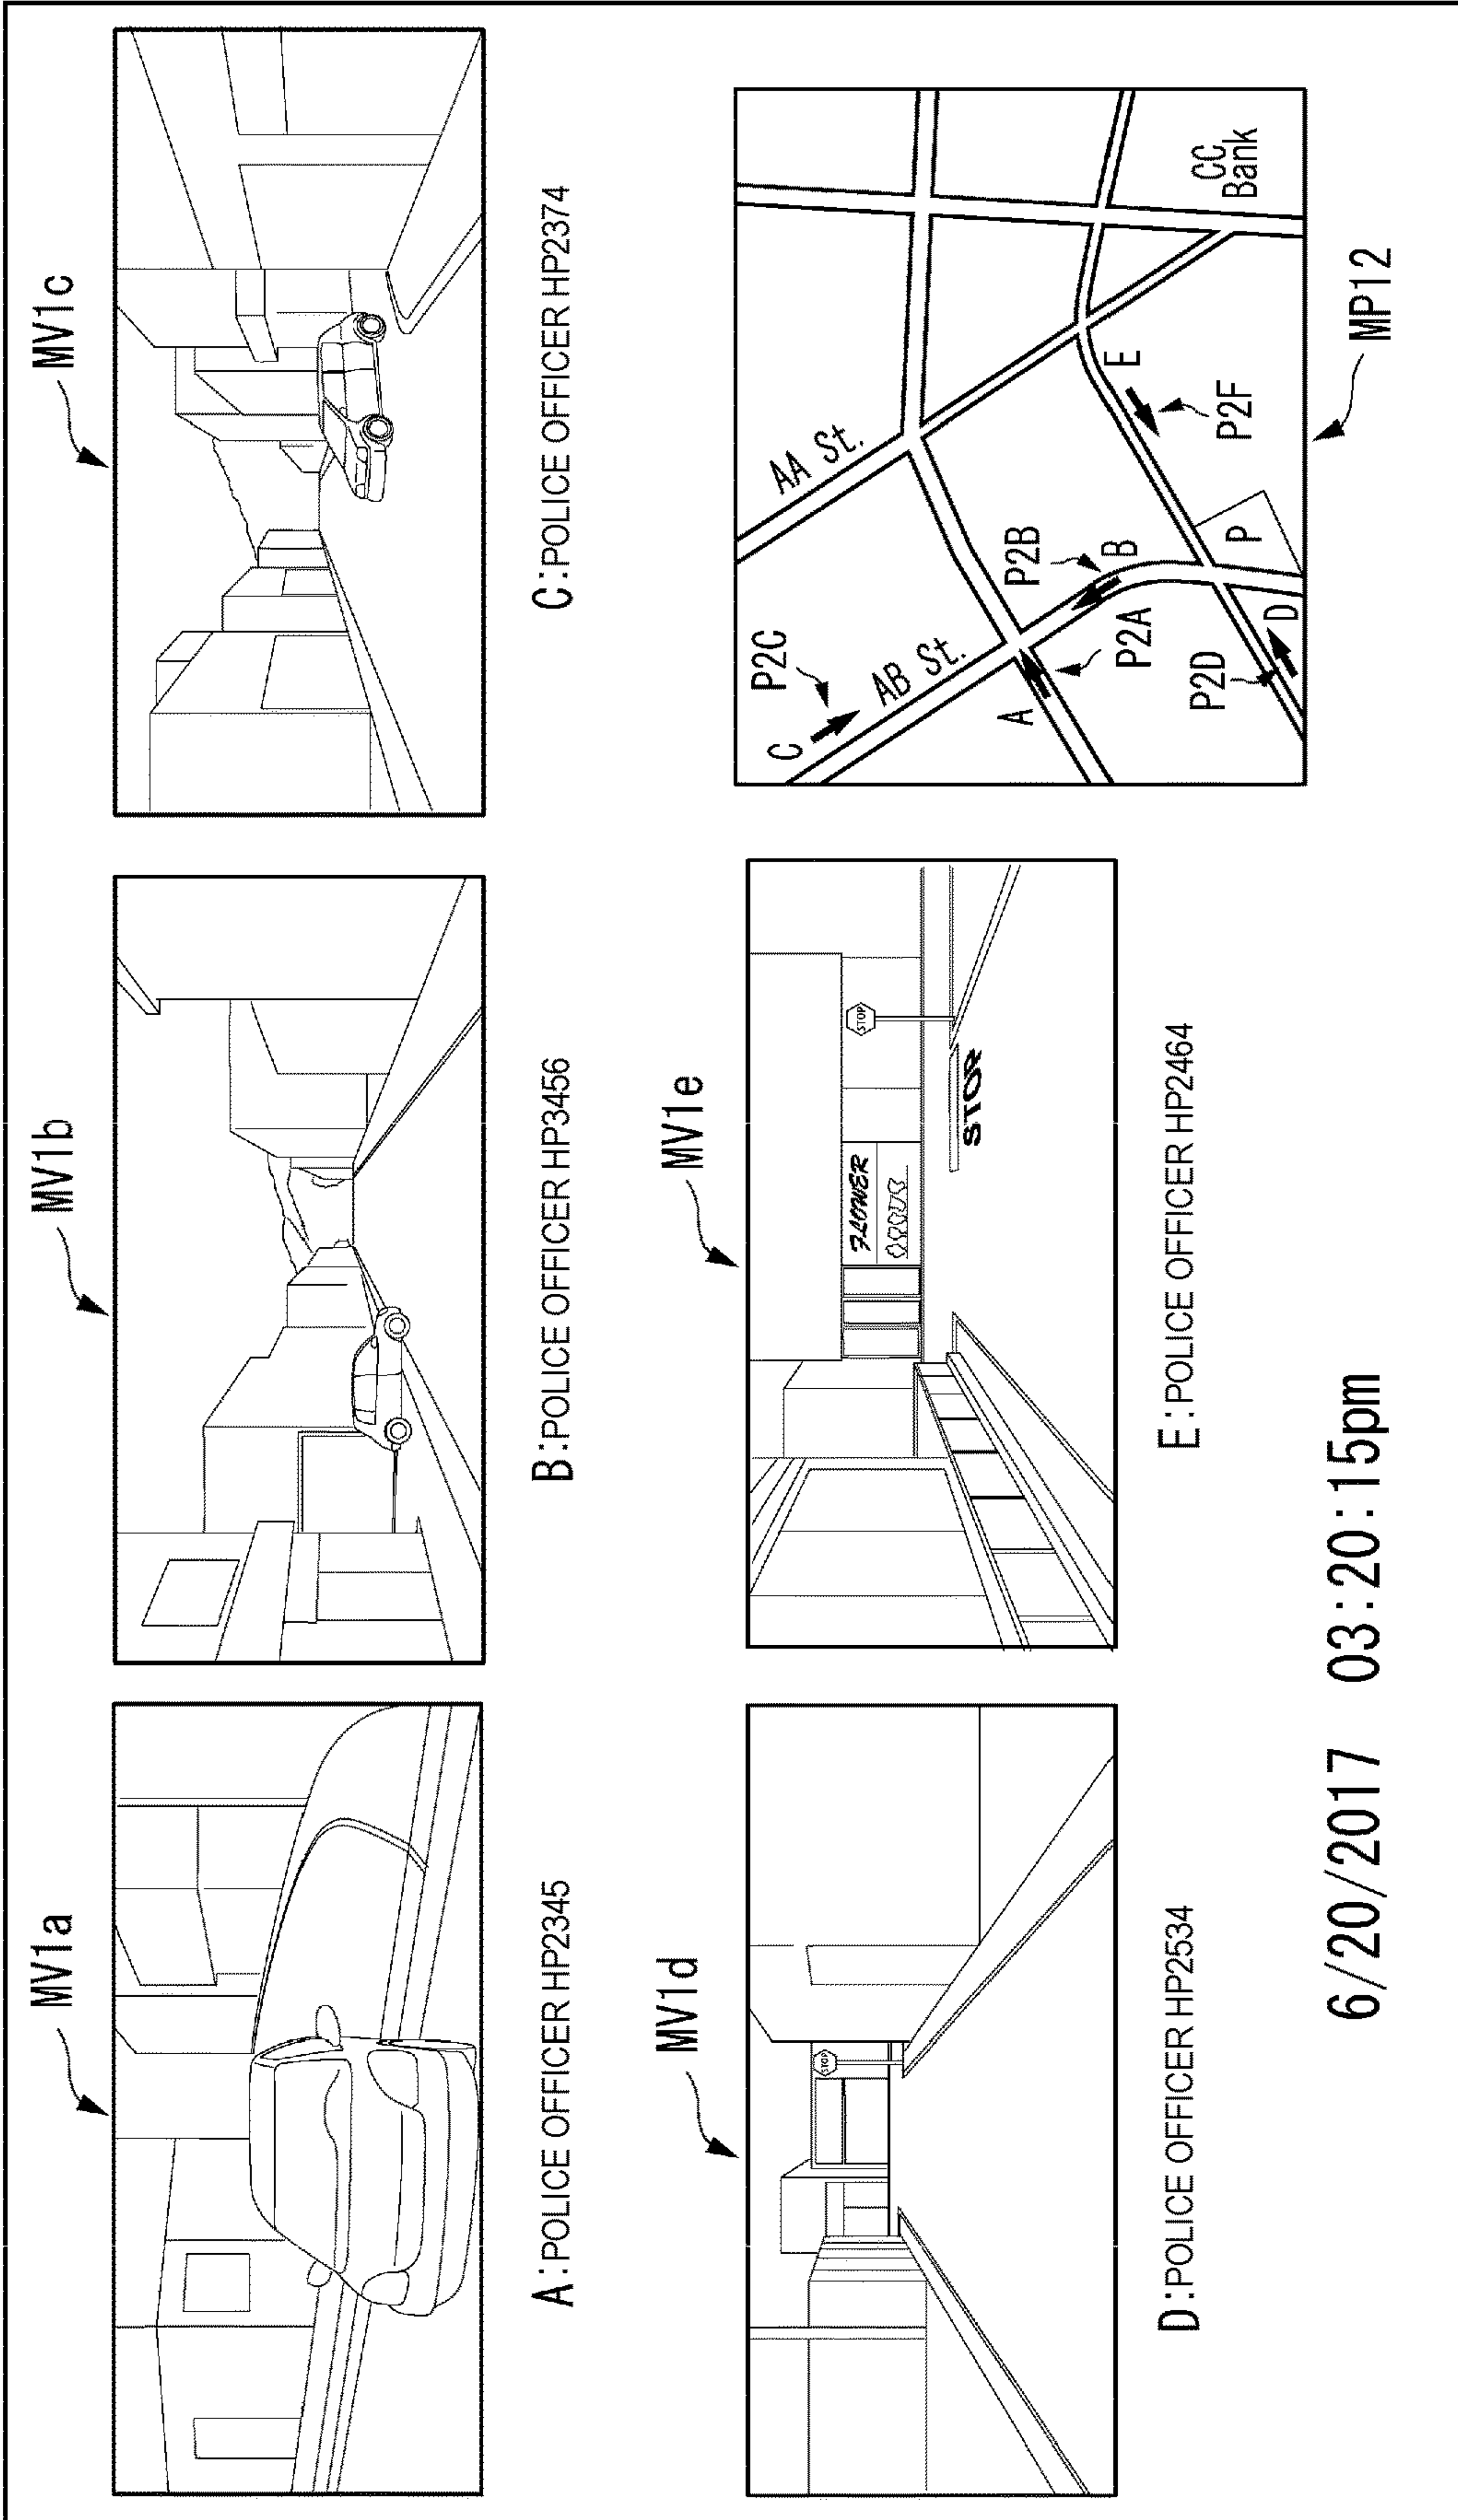 MV1a
MV1b
MV1c
A:POLICE OFFICER HP2345
B:POLICE OFFICER HP3456
C:POLICE OFFICER HP2374
MV1d
STOP
D:POLICE OFFICER HP2534
MV1e
FLOWER
STOP
STOP
E:POLICE OFFICER HP2464
C
P2C
AB St.
AA St.
A
P2A
P2B
B
P2D
D
P
E
P2F
CC
Bank
MP12
6/20/2017 03:20:15pm